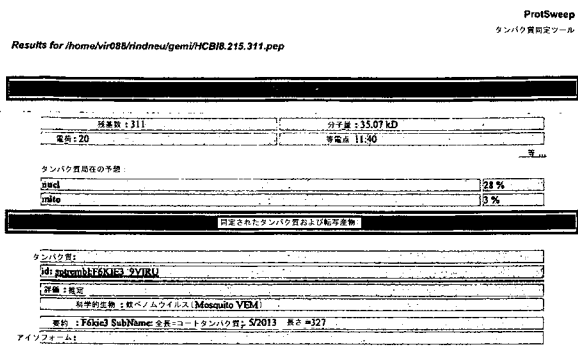 ProtSweep
タンパク質同定ツール
Results for /home/vir088/rindneu/gemi/HCBI8.215.311.pep
残基数 : 311
分子量 : 35.07 kD
電荷 : 20
等電点 11.40
等 ...
タンパク質局在の予想 :
nucl 28 %
mito 3 %
同定されたタンパク質および転写産物:
タンパク質:
id: sptrembl:F6KIE3_9VIRU
評価 : 推定
科学的生物 : 蚊ベノムウイルス (Mosquito VEM)
要約 : F6kie3 SubName: 全長=コートタンパク質; 5/2013 長さ=327
アイソフォーム: